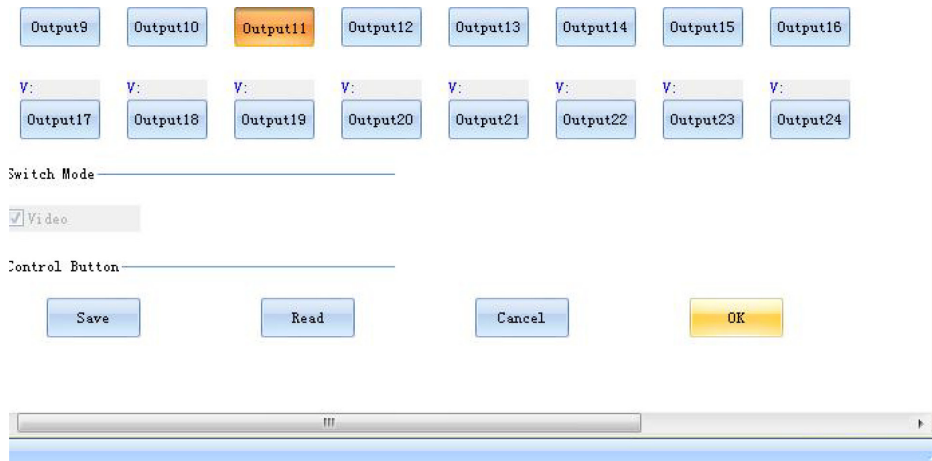 Output9 Output10 Output11 Output12 Output13 Output14 Output15 Output16
V: V: V: V: V: V: V: V:
Output17 Output18 Output19 Output20 Output21 Output22 Output23 Output24
Switch Mode
Video
Control Button
Save Read Cancel OK